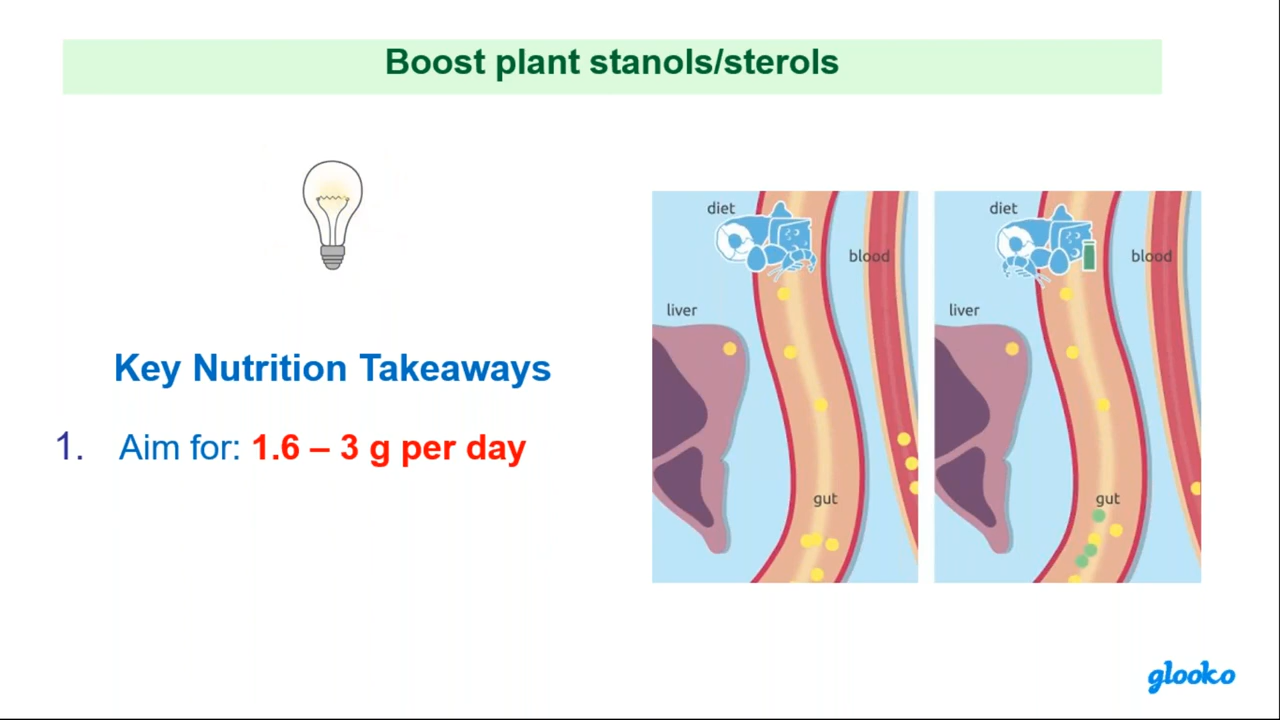 Boost plant stanols/sterols
Key Nutrition Takeaways
1. Aim for: 1.6 – 3 g per day
diet
blood
liver
gut
diet
blood
liver
gut
glooko